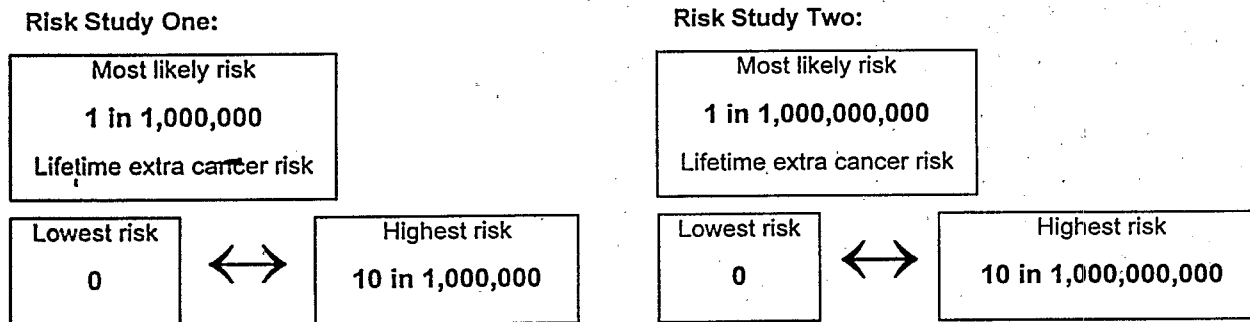 Risk Study One:
Most likely risk
1 in 1,000,000
Lifetime extra cancer risk
Lowest risk
0
Highest risk
10 in 1,000,000
Risk Study Two:
Most likely risk
1 in 1,000,000,000
Lifetime extra cancer risk
Lowest risk
0
Highest risk
10 in 1,000,000,000